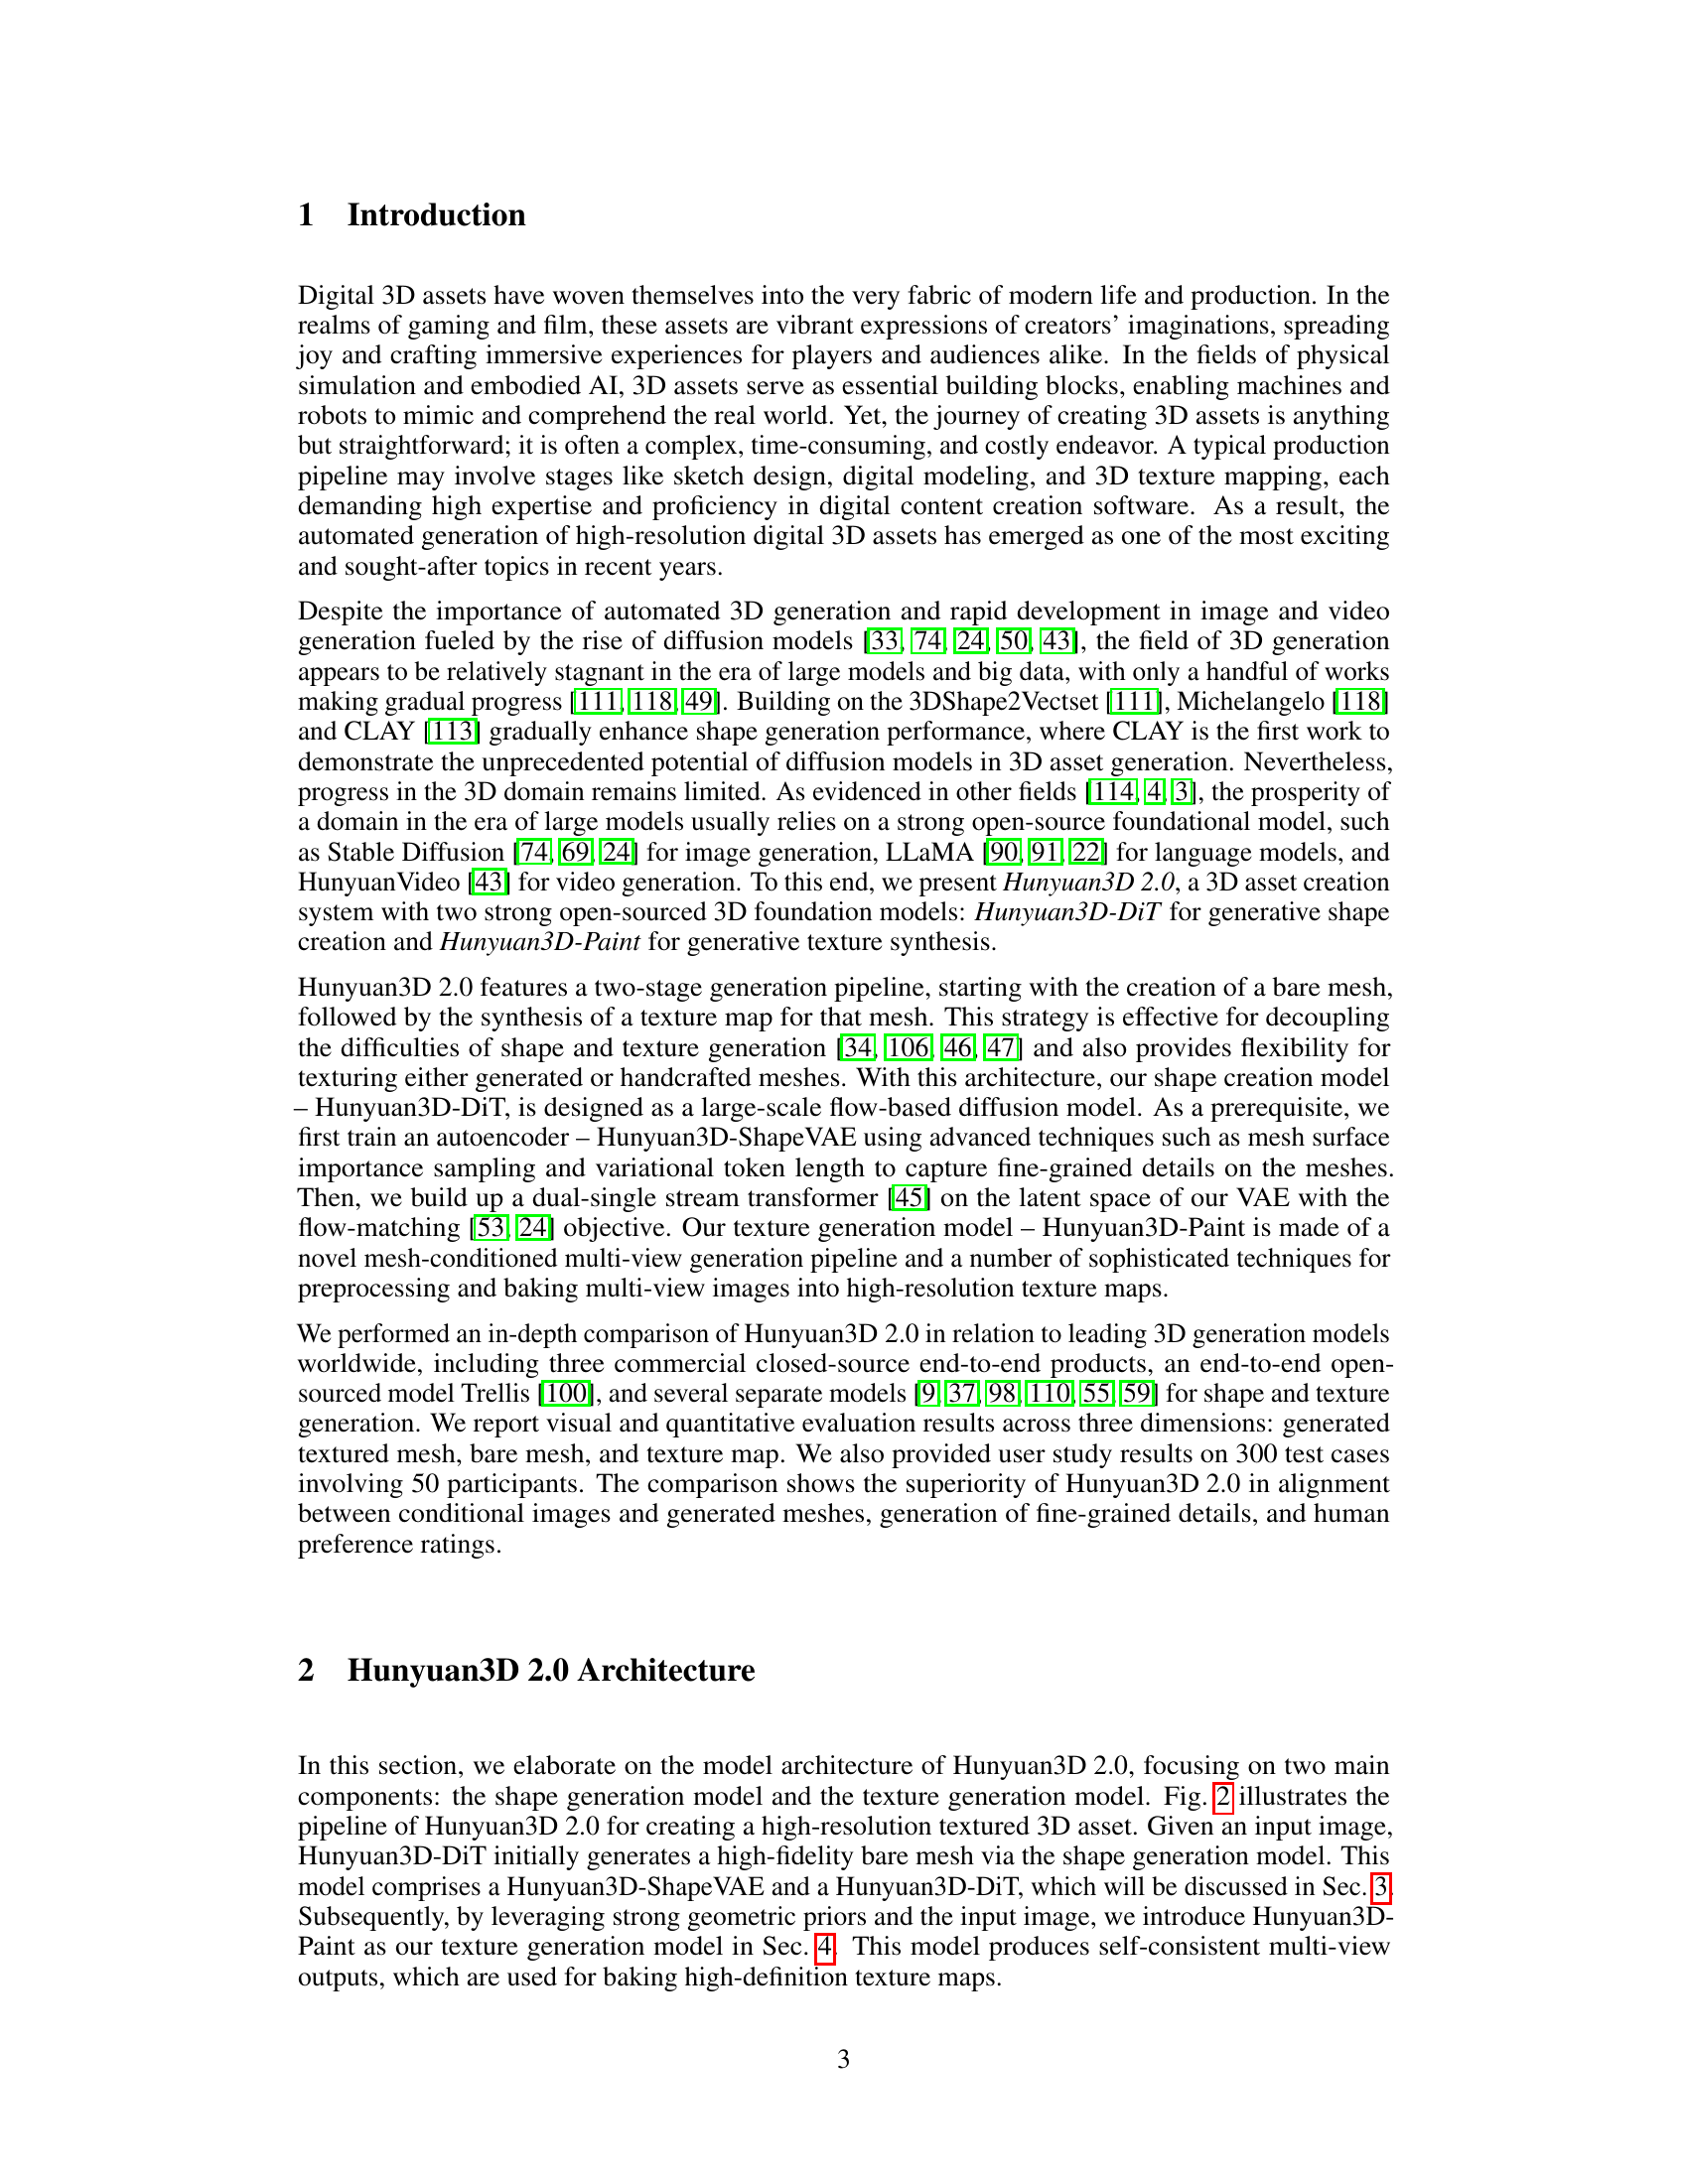 1 Introduction
Digital 3D assets have woven themselves into the very fabric of modern life and production. In the
realms of gaming and film, these assets are vibrant expressions of creators’ imaginations, spreading
joy and crafting immersive experiences for players and audiences alike. In the fields of physical
simulation and embodied AI, 3D assets serve as essential building blocks, enabling machines and
robots to mimic and comprehend the real world. Yet, the journey of creating 3D assets is anything
but straightforward; it is often a complex, time-consuming, and costly endeavor. A typical production
pipeline may involve stages like sketch design, digital modeling, and 3D texture mapping, each
demanding high expertise and proficiency in digital content creation software. As a result, the
automated generation of high-resolution digital 3D assets has emerged as one of the most exciting
and sought-after topics in recent years.
Despite the importance of automated 3D generation and rapid development in image and video
generation fueled by the rise of diffusion models [33, 74, 24, 50, 43], the field of 3D generation
appears to be relatively stagnant in the era of large models and big data, with only a handful of works
making gradual progress [111, 118, 49]. Building on the 3DShape2Vectset [111], Michelangelo [118]
and CLAY [113] gradually enhance shape generation performance, where CLAY is the first work to
demonstrate the unprecedented potential of diffusion models in 3D asset generation. Nevertheless,
progress in the 3D domain remains limited. As evidenced in other fields [114, 4, 3], the prosperity of
a domain in the era of large models usually relies on a strong open-source foundational model, such
as Stable Diffusion [74, 69, 24] for image generation, LLaMA [90, 91, 22] for language models, and
HunyuanVideo [43] for video generation. To this end, we present Hunyuan3D 2.0, a 3D asset creation
system with two strong open-sourced 3D foundation models: Hunyuan3D-DiT for generative shape
creation and Hunyuan3D-Paint for generative texture synthesis.
Hunyuan3D 2.0 features a two-stage generation pipeline, starting with the creation of a bare mesh,
followed by the synthesis of a texture map for that mesh. This strategy is effective for decoupling
the difficulties of shape and texture generation [34, 106, 46, 47] and also provides flexibility for
texturing either generated or handcrafted meshes. With this architecture, our shape creation model
– Hunyuan3D-DiT, is designed as a large-scale flow-based diffusion model. As a prerequisite, we
first train an autoencoder – Hunyuan3D-ShapeVAE using advanced techniques such as mesh surface
importance sampling and variational token length to capture fine-grained details on the meshes.
Then, we build up a dual-single stream transformer [45] on the latent space of our VAE with the
flow-matching [53, 24] objective. Our texture generation model – Hunyuan3D-Paint is made of a
novel mesh-conditioned multi-view generation pipeline and a number of sophisticated techniques for
preprocessing and baking multi-view images into high-resolution texture maps.
We performed an in-depth comparison of Hunyuan3D 2.0 in relation to leading 3D generation models
worldwide, including three commercial closed-source end-to-end products, an end-to-end open-
sourced model Trellis [100], and several separate models [9, 37, 98, 110, 55, 59] for shape and texture
generation. We report visual and quantitative evaluation results across three dimensions: generated
textured mesh, bare mesh, and texture map. We also provided user study results on 300 test cases
involving 50 participants. The comparison shows the superiority of Hunyuan3D 2.0 in alignment
between conditional images and generated meshes, generation of fine-grained details, and human
preference ratings.
2 Hunyuan3D 2.0 Architecture
In this section, we elaborate on the model architecture of Hunyuan3D 2.0, focusing on two main
components: the shape generation model and the texture generation model. Fig. 2 illustrates the
pipeline of Hunyuan3D 2.0 for creating a high-resolution textured 3D asset. Given an input image,
Hunyuan3D-DiT initially generates a high-fidelity bare mesh via the shape generation model. This
model comprises a Hunyuan3D-ShapeVAE and a Hunyuan3D-DiT, which will be discussed in Sec. 3.
Subsequently, by leveraging strong geometric priors and the input image, we introduce Hunyuan3D-
Paint as our texture generation model in Sec. 4. This model produces self-consistent multi-view
outputs, which are used for baking high-definition texture maps.
3